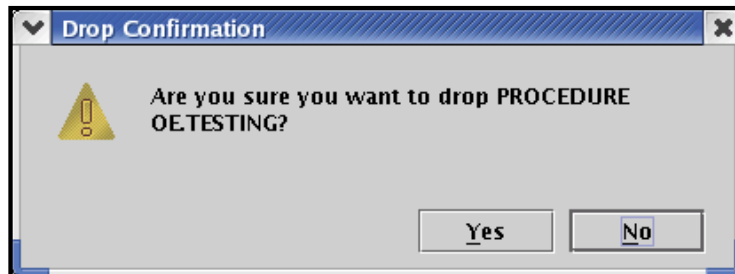 Drop Confirmation
Are you sure you want to drop PROCEDURE
OE.TESTING?
Yes
No